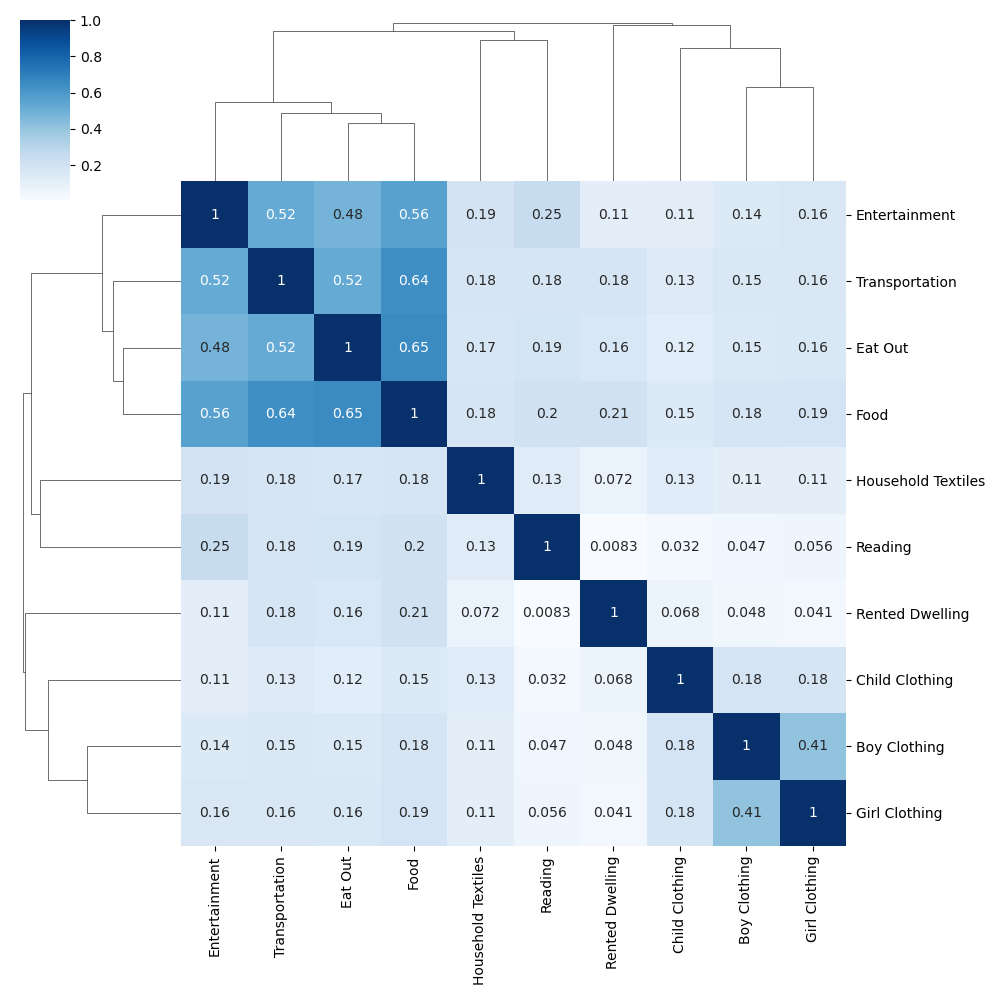 1.0
0.8
0.6
0.4
0.2
1 0.52 0.48 0.56 0.19 0.25 0.11 0.11 0.14 0.16 Entertainment
0.52 1 0.52 0.64 0.18 0.18 0.18 0.13 0.15 0.16 Transportation
0.48 0.52 1 0.65 0.17 0.19 0.16 0.12 0.15 0.16 Eat Out
0.56 0.64 0.65 1 0.18 0.2 0.21 0.15 0.18 0.19 Food
0.19 0.18 0.17 0.18 1 0.13 0.072 0.13 0.11 0.11 Household Textiles
0.25 0.18 0.19 0.2 0.13 1 0.0083 0.032 0.047 0.056 Reading
0.11 0.18 0.16 0.21 0.072 0.0083 1 0.068 0.048 0.041 Rented Dwelling
0.11 0.13 0.12 0.15 0.13 0.032 0.068 1 0.18 0.18 Child Clothing
0.14 0.15 0.15 0.18 0.11 0.047 0.048 0.18 1 0.41 Boy Clothing
0.16 0.16 0.16 0.19 0.11 0.056 0.041 0.18 0.41 1 Girl Clothing
Entertainment
Transportation
Eat Out
Food
Household Textiles
Reading
Rented Dwelling
Child Clothing
Boy Clothing
Girl Clothing